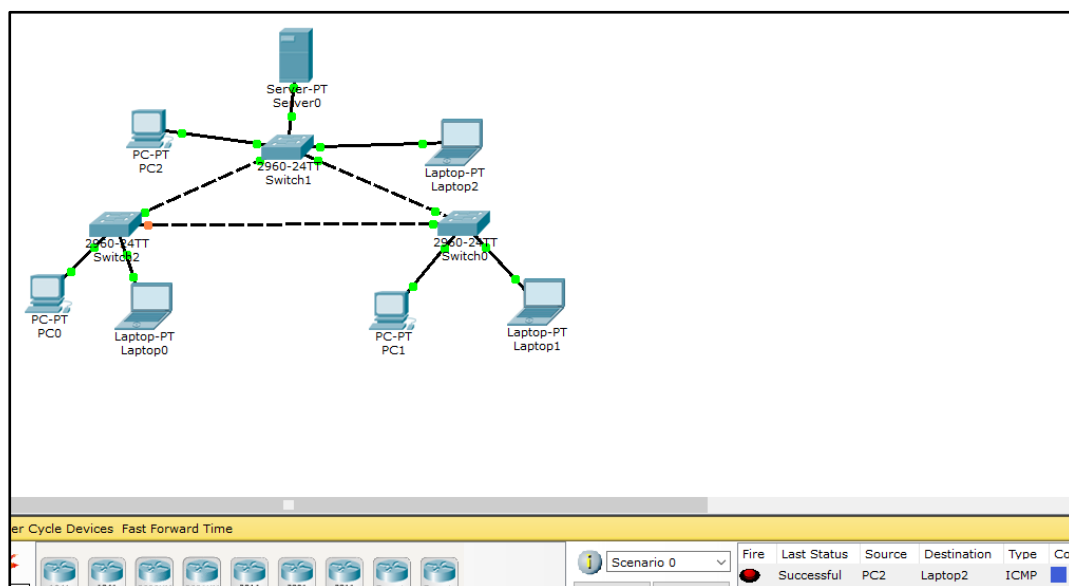 Server-PT
Server0
PC-PT
PC2
2960-24TT
Switch1
Laptop-PT
Laptop2
2960-24TT
Switch2
2960-24TT
Switch0
PC-PT
PC0
Laptop-PT
Laptop0
PC-PT
PC1
Laptop-PT
Laptop1
er Cycle Devices Fast Forward Time
Scenario 0
Fire Last Status Source Destination Type Co
Successful PC2 Laptop2 ICMP